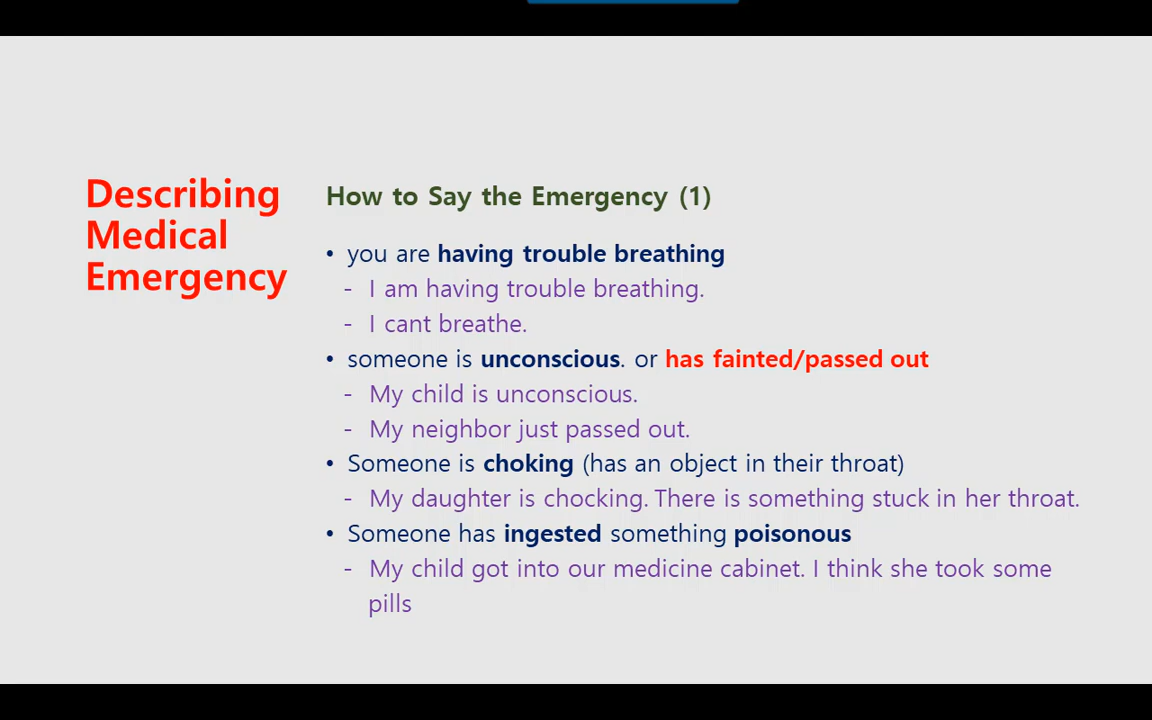 Describing
Medical
Emergency
How to Say the Emergency (1)
• you are having trouble breathing
- I am having trouble breathing.
- I cant breathe.
• someone is unconscious. or has fainted/passed out
- My child is unconscious.
- My neighbor just passed out.
• Someone is choking (has an object in their throat)
- My daughter is chocking. There is something stuck in her throat.
• Someone has ingested something poisonous
- My child got into our medicine cabinet. I think she took some
pills